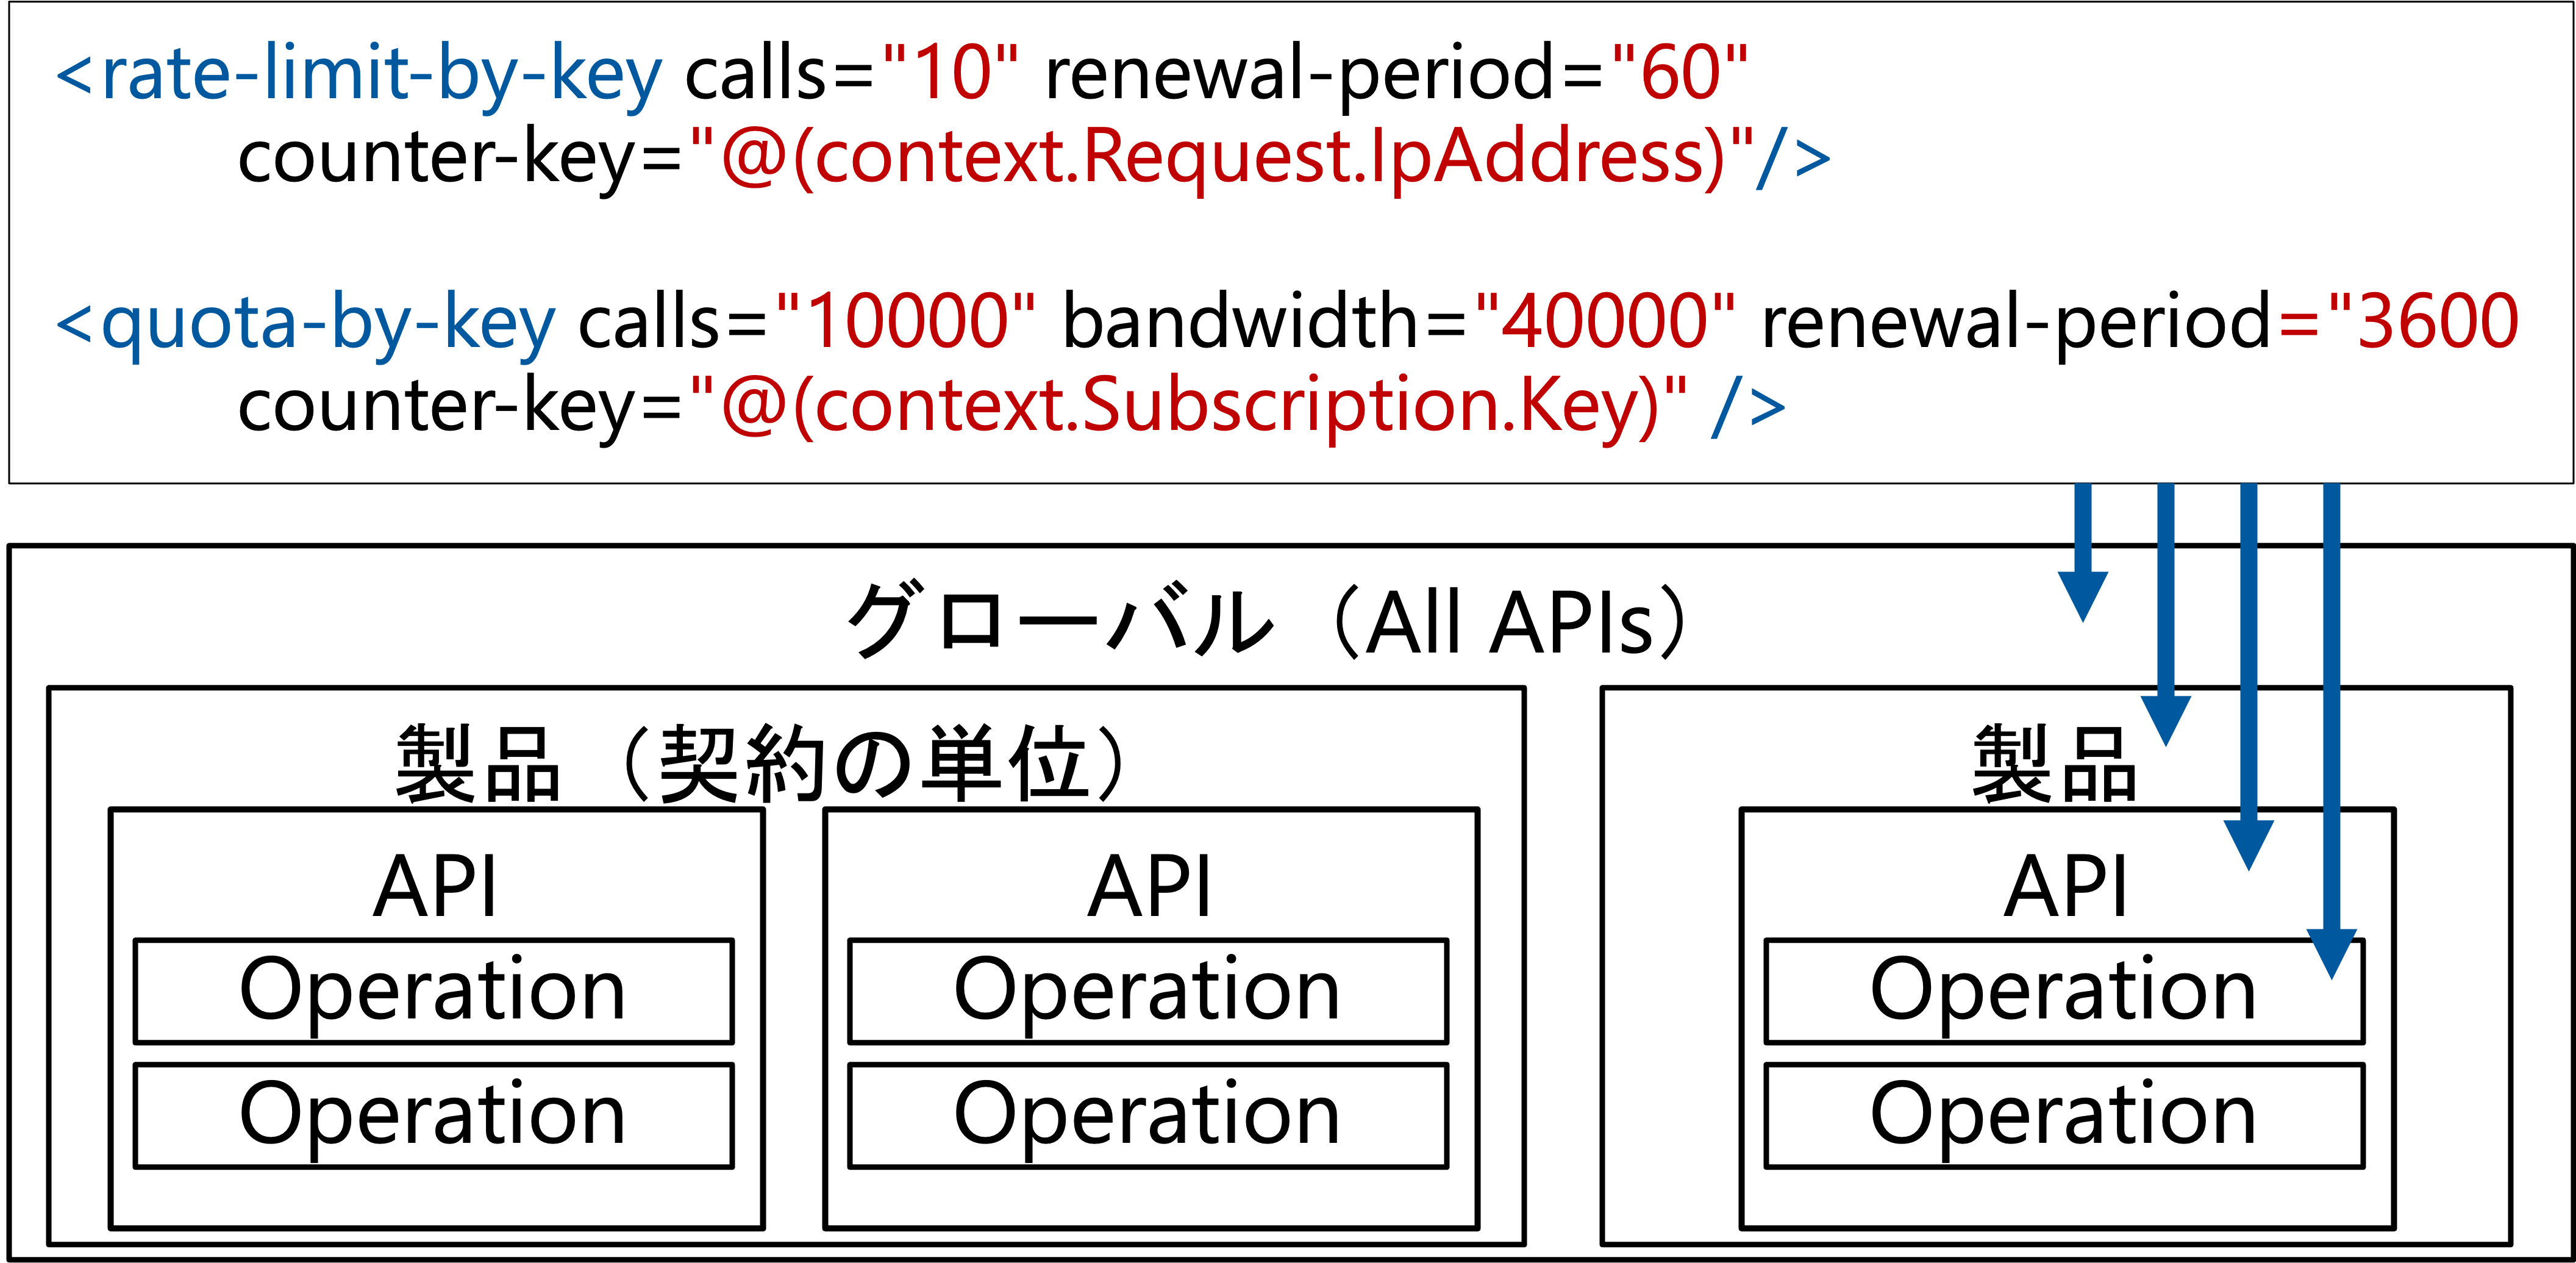 <rate-limit-by-key calls="10" renewal-period="60"
counter-key="@(context.Request.IpAddress)"/>
<quota-by-key calls="10000" bandwidth="40000" renewal-period="3600
counter-key="@(context.Subscription.Key)" />
グローバル（All APIs）
製品（契約の単位）
製品
API
API
API
Operation
Operation
Operation
Operation
Operation
Operation